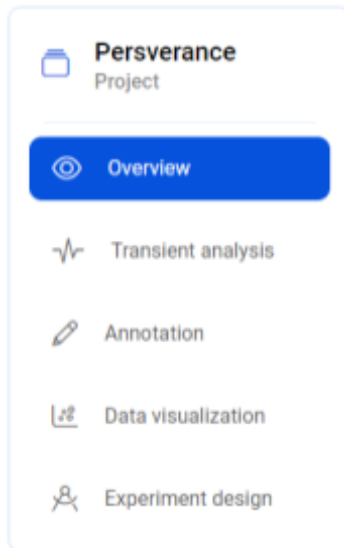 Persverance
Project
Overview
Transient analysis
Annotation
Data visualization
Experiment design